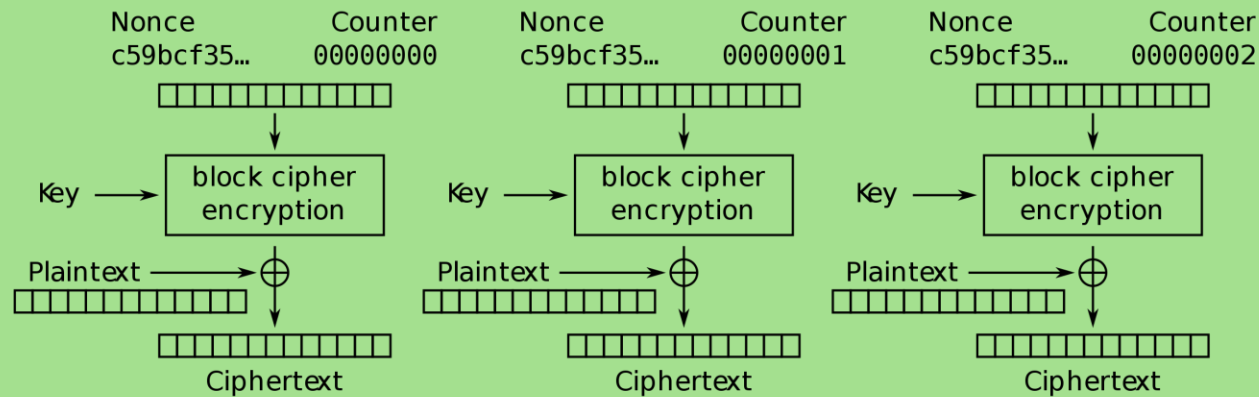 Nonce Counter Nonce Counter Nonce Counter
c59bcf35… 00000000 c59bcf35… 00000001 c59bcf35… 00000002
Key block cipher encryption Key block cipher encryption Key block cipher encryption
Plaintext Plaintext Plaintext
Ciphertext Ciphertext Ciphertext